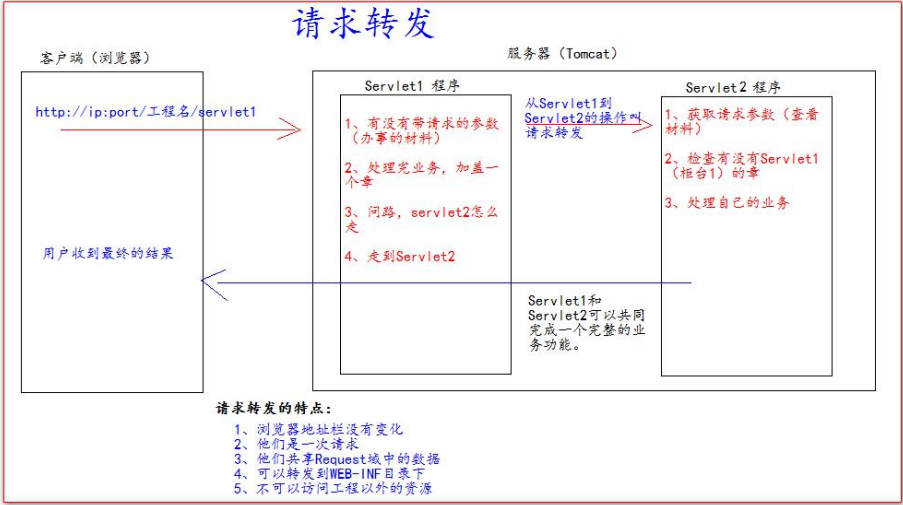 请求转发
客户端（浏览器）
http://ip:port/工程名/servlet1
用户收到最终的结果
服务器（Tomcat）
Servlet1 程序
1、有没有带请求的参数
（办事的材料）
2、处理完业务，加盖一
个章
3、问路，servlet2怎么
走
4、走到Servlet2
从Servlet1到
Servlet2的操作叫
请求转发
Servlet2 程序
1、获取请求参数（查看
材料）
2、检查有没有Servlet1
（柜台1）的章
3、处理自己的业务
Servlet1和
Servlet2可以共同
完成一个完整的业
务功能。
请求转发的特点：
1、浏览器地址栏没有变化
2、他们是一次请求
3、他们共享Request域中的数据
4、可以转发到WEB-INF目录下
5、不可以访问工程以外的资源